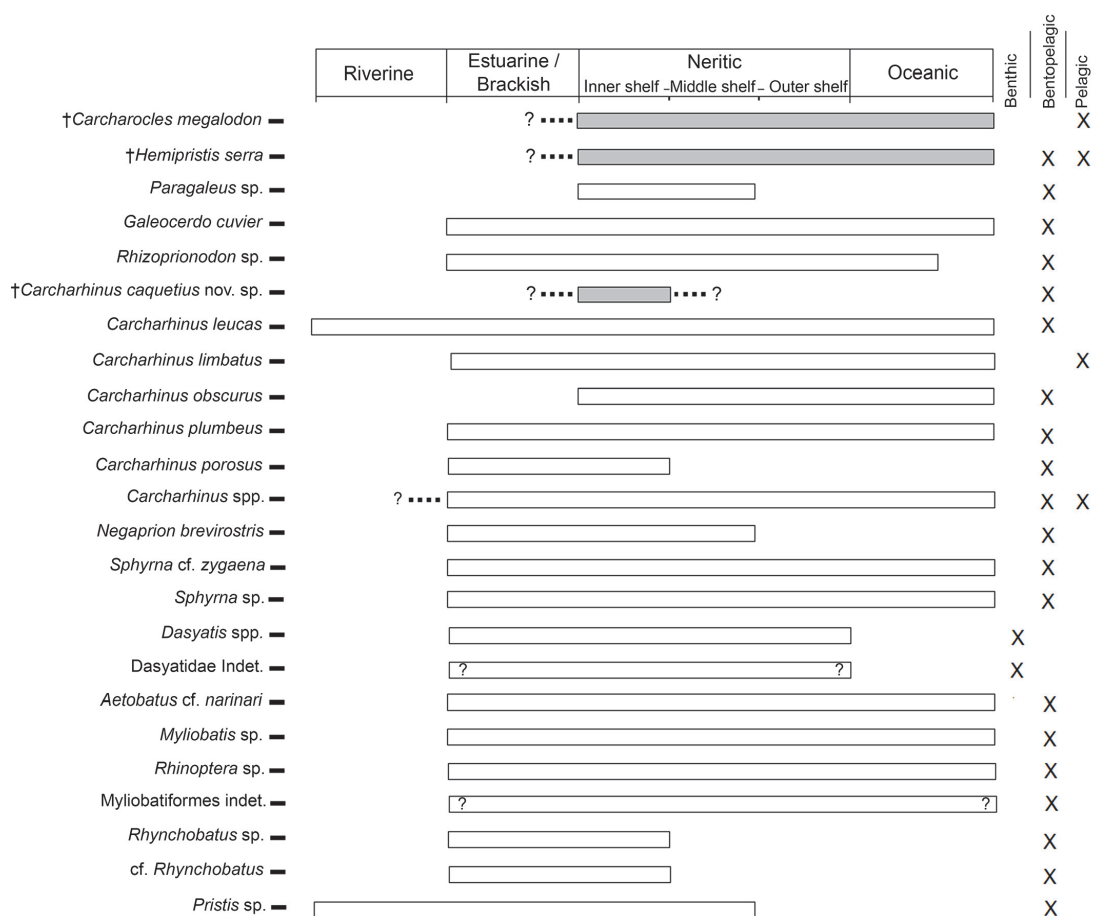 Riverine
Estuarine /
Brackish
Neritic
Inner shelf - Middle shelf - Outer shelf
Oceanic
Benthic
Bentopelagic
Pelagic
†Carcharocles megalodon ? X
†Hemipristis serra ? X X
Paragaleus sp. X
Galeocerdo cuvier X
Rhizoprionodon sp. X
†Carcharhinus caquetius nov. sp. ? ? X
Carcharhinus leucas X
Carcharhinus limbatus X
Carcharhinus obscurus X
Carcharhinus plumbeus X
Carcharhinus porosus X
Carcharhinus spp. ? X X
Negaprion brevirostris X
Sphyrna cf. zygaena X
Sphyrna sp. X
Dasyatis spp. X
Dasyatidae Indet. ? ? X
Aetobatus cf. narinari X
Myliobatis sp. X
Rhinoptera sp. X
Myliobatiformes indet. ? ? X
Rhynchobatus sp. X
cf. Rhynchobatus X
Pristis sp. X